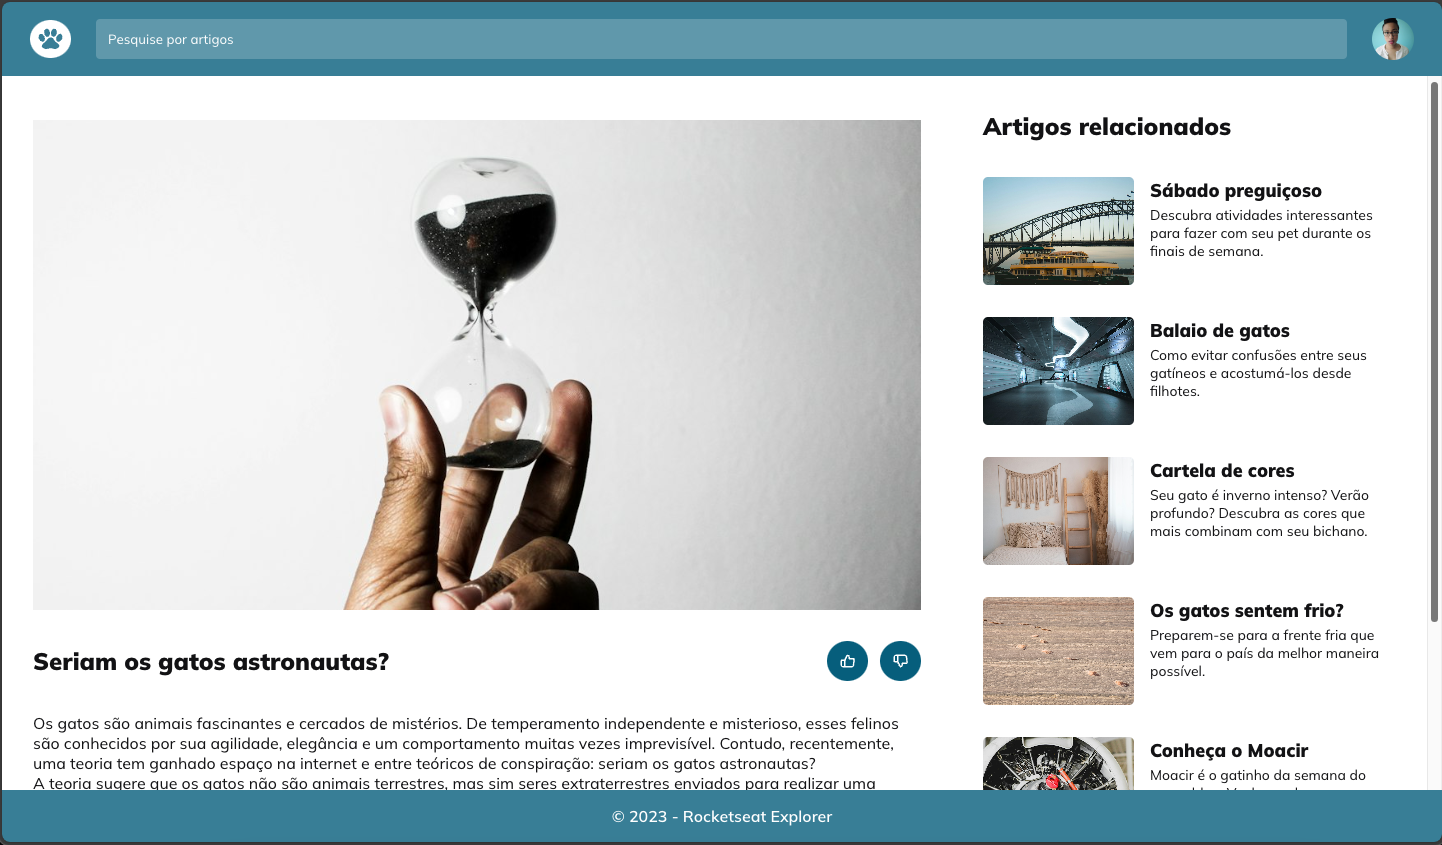 Pesquise por artigos
Seriam os gatos astronautas?
Os gatos são animais fascinantes e cercados de mistérios. De temperamento independente e misterioso, esses felinos
são conhecidos por sua agilidade, elegância e um comportamento muitas vezes imprevisível. Contudo, recentemente,
uma teoria tem ganhado espaço na internet e entre teóricos de conspiração: seriam os gatos astronautas?
A teoria sugere que os gatos não são animais terrestres, mas sim seres extraterrestres enviados para realizar uma
Artigos relacionados
Sábado preguiçoso
Descubra atividades interessantes
para fazer com seu pet durante os
finais de semana.
Balaio de gatos
Como evitar confusões entre seus
gatíneos e acostumá-los desde
filhotes.
Cartela de cores
Seu gato é inverno intenso? Verão
profundo? Descubra as cores que
mais combinam com seu bichano.
Os gatos sentem frio?
Preparem-se para a frente fria que
vem para o país da melhor maneira
possível.
Conheça o Moacir
Moacir é o gatinho da semana do
© 2023 - Rocketseat Explorer